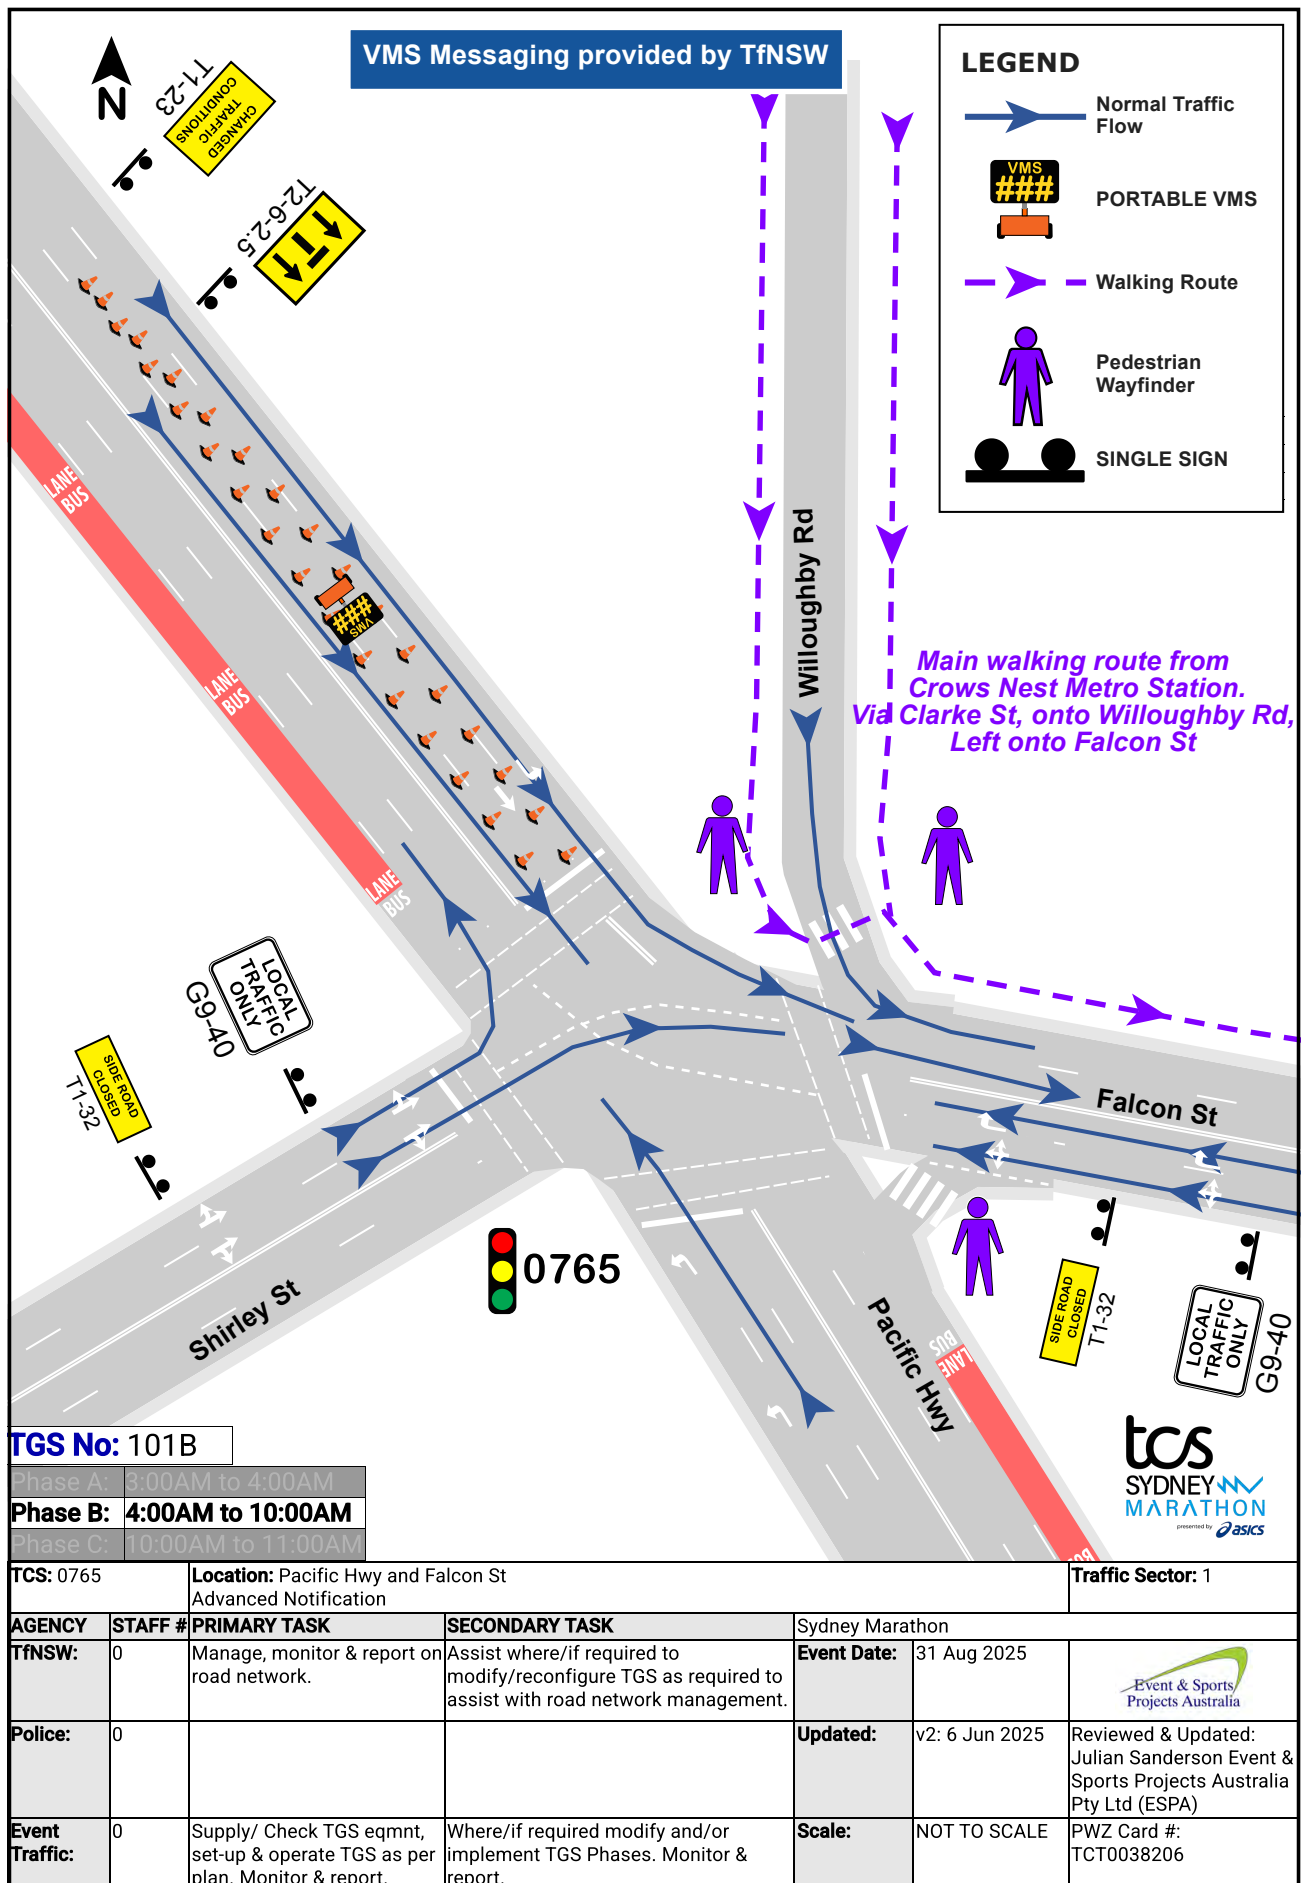 VMS Messaging provided by TfNSW
N
T1-23
CHANGED
TRAFFIC
CONDITIONS
T2-6-2.5
LEGEND
Normal Traffic
Flow
VMS
###
PORTABLE VMS
Walking Route
Pedestrian
Wayfinder
SINGLE SIGN
LANE
BUS
###
VMS
LANE
BUS
LANE
BUS
Willoughby Rd
Main walking route from
Crows Nest Metro Station.
Via Clarke St, onto Willoughby Rd,
Left onto Falcon St
LOCAL
TRAFFIC
ONLY
G9-40
SIDE ROAD
CLOSED
T1-32
Falcon St
Shirley St
0765
Pacific Hwy
BUS
LANE
SIDE ROAD
CLOSED
T1-32
LOCAL
TRAFFIC
ONLY
G9-40
BUS
tcs
SYDNEY
MARATHON
presented by asics
TGS No: 101B
Phase A: 3:00AM to 4:00AM
Phase B: 4:00AM to 10:00AM
Phase C: 10:00AM to 11:00AM
TCS: 0765
Location: Pacific Hwy and Falcon St
Advanced Notification
Traffic Sector: 1
AGENCY STAFF # PRIMARY TASK SECONDARY TASK Sydney Marathon
TfNSW: 0
Manage, monitor & report on
road network.
Assist where/if required to
modify/reconfigure TGS as required to
assist with road network management.
Event Date: 31 Aug 2025
Event & Sports
Projects Australia
Police: 0
Updated: v2: 6 Jun 2025
Reviewed & Updated:
Julian Sanderson Event &
Sports Projects Australia
Pty Ltd (ESPA)
Event
Traffic:
0
Supply/ Check TGS eqmnt,
set-up & operate TGS as per
plan. Monitor & report.
Where/if required modify and/or
implement TGS Phases. Monitor &
report.
Scale: NOT TO SCALE
PWZ Card #:
TCT0038206